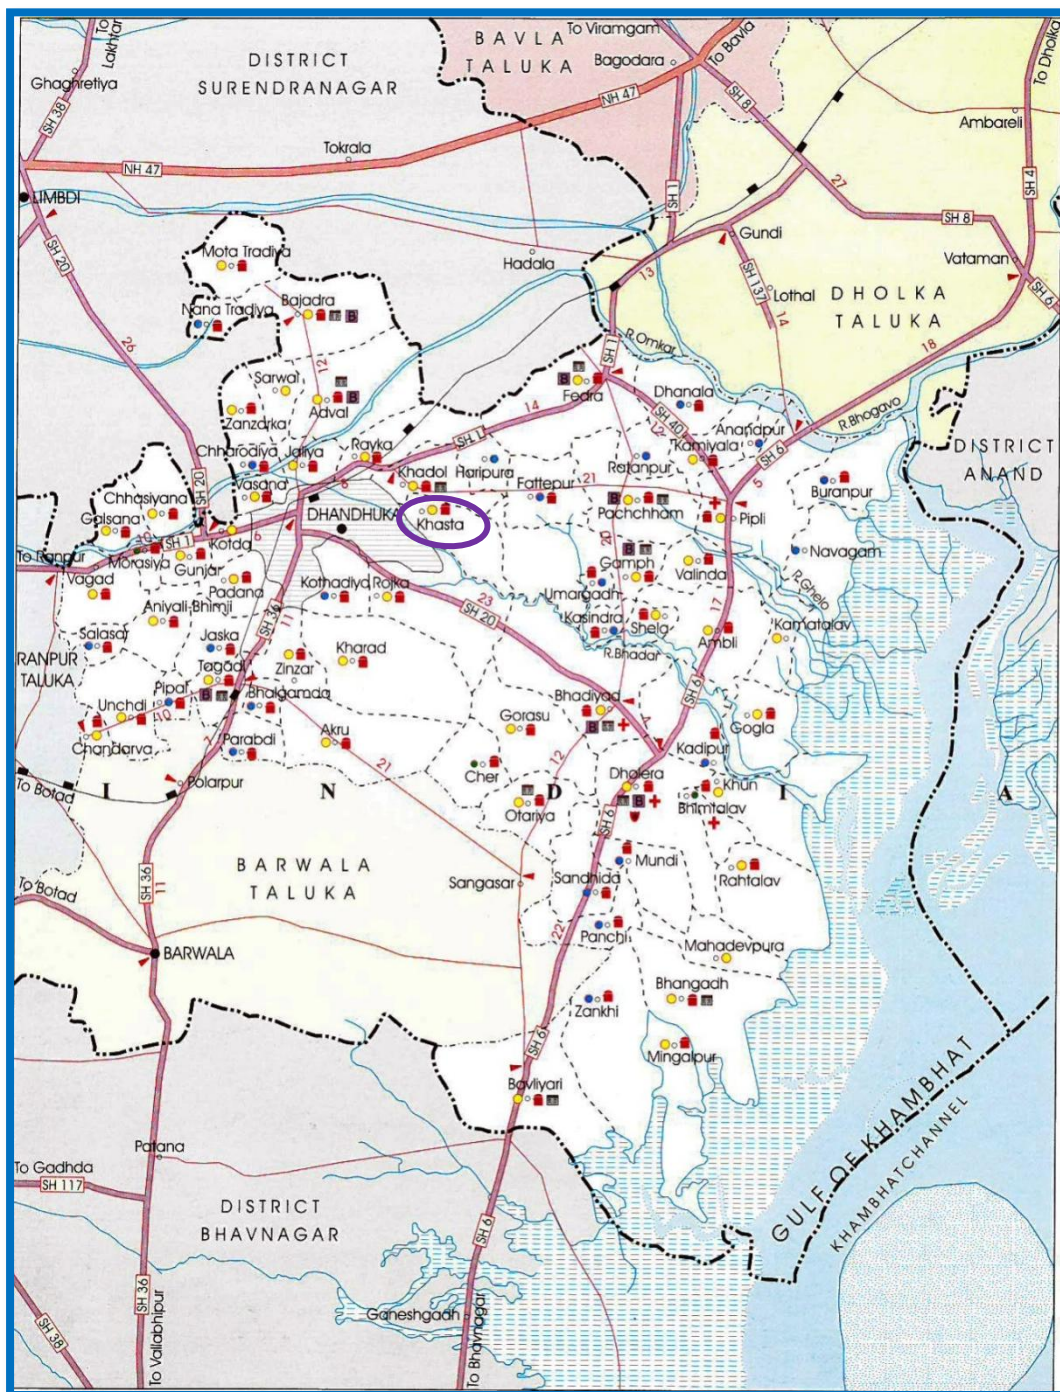 To Lakhtar
Ghaghretiya
SH 38
DISTRICT
SURENDRANAGAR
BAVLA
TALUKA
To Viramgam
Bagodara
To Bavla
To Dholka
NH 47
SH 8
Ambareli
Tokrala
NH 47
LIMBDI
SH 1
27
SH 4
SH 8
SH 20
Mota Tradiya
Hadala
Gundi
Vataman
13
SH 137
Lothal
SH 6
Nana Tradiya
Bajadra
B
DHOLKA
TALUKA
14
18
R.Omkar
26
12
SH 1
Sarwal
Adval
B
B
Fedra
Dhanala
R.Bhogavo
Zanzarka
14
SH 40
12
Anandpur
DISTRICT
ANAND
Chharodiya
Jaliya
Rayka
SH 1
Kamiyala
SH 6
Khadol
Haripura
Ratanpur
Vasana
6
Fattepur
21
5
Buranpur
SH 20
Chhasiyana
Galsana
DHANDHUKA
Khasta
B
Pachchham
Pipli
To Ranpur
10
SH 1
Kotda
6
Morasiya
Gunjar
B
Gamph
Navagam
Vagad
Padana
Kothadiya
Rojka
Valinda
R.Ghelo
Umargadh
Aniyali-Bhimji
SH 36
11
23
SH 20
Kasindra
Shela
17
Ambli
Kamatalav
Salasar
Jaska
20
RANPUR
TALUKA
Tagadi
Zinzar
Kharad
R.Bhadar
SH 6
Pipal
B
Bhalgamda
Bhadiyad
Unchdi
10
B
4
Gorasu
Gogla
Chandarva
7
Parabdi
Akru
Kadipur
21
Cher
12
Dholera
Khun
To Botad
Polarpur
I N D I A
Otariya
B
Bhimtalav
SH 6
BARWALA
TALUKA
Mundi
Rahtalav
To Botad
SH 36
11
Sangasar
Sandhida
22
Panchi
BARWALA
Mahadevpura
Bhangadh
Zankhi
SH 6
Mingalpur
Bavliyari
GULF OF KHAMBHAT
KHAMBHATCHANNEL
Patana
To Gadhda
SH 117
DISTRICT
BHAVNAGAR
SH 6
SH 36
Ganeshgadh
SH 38
To Vallabhipur
To Bhavnagar